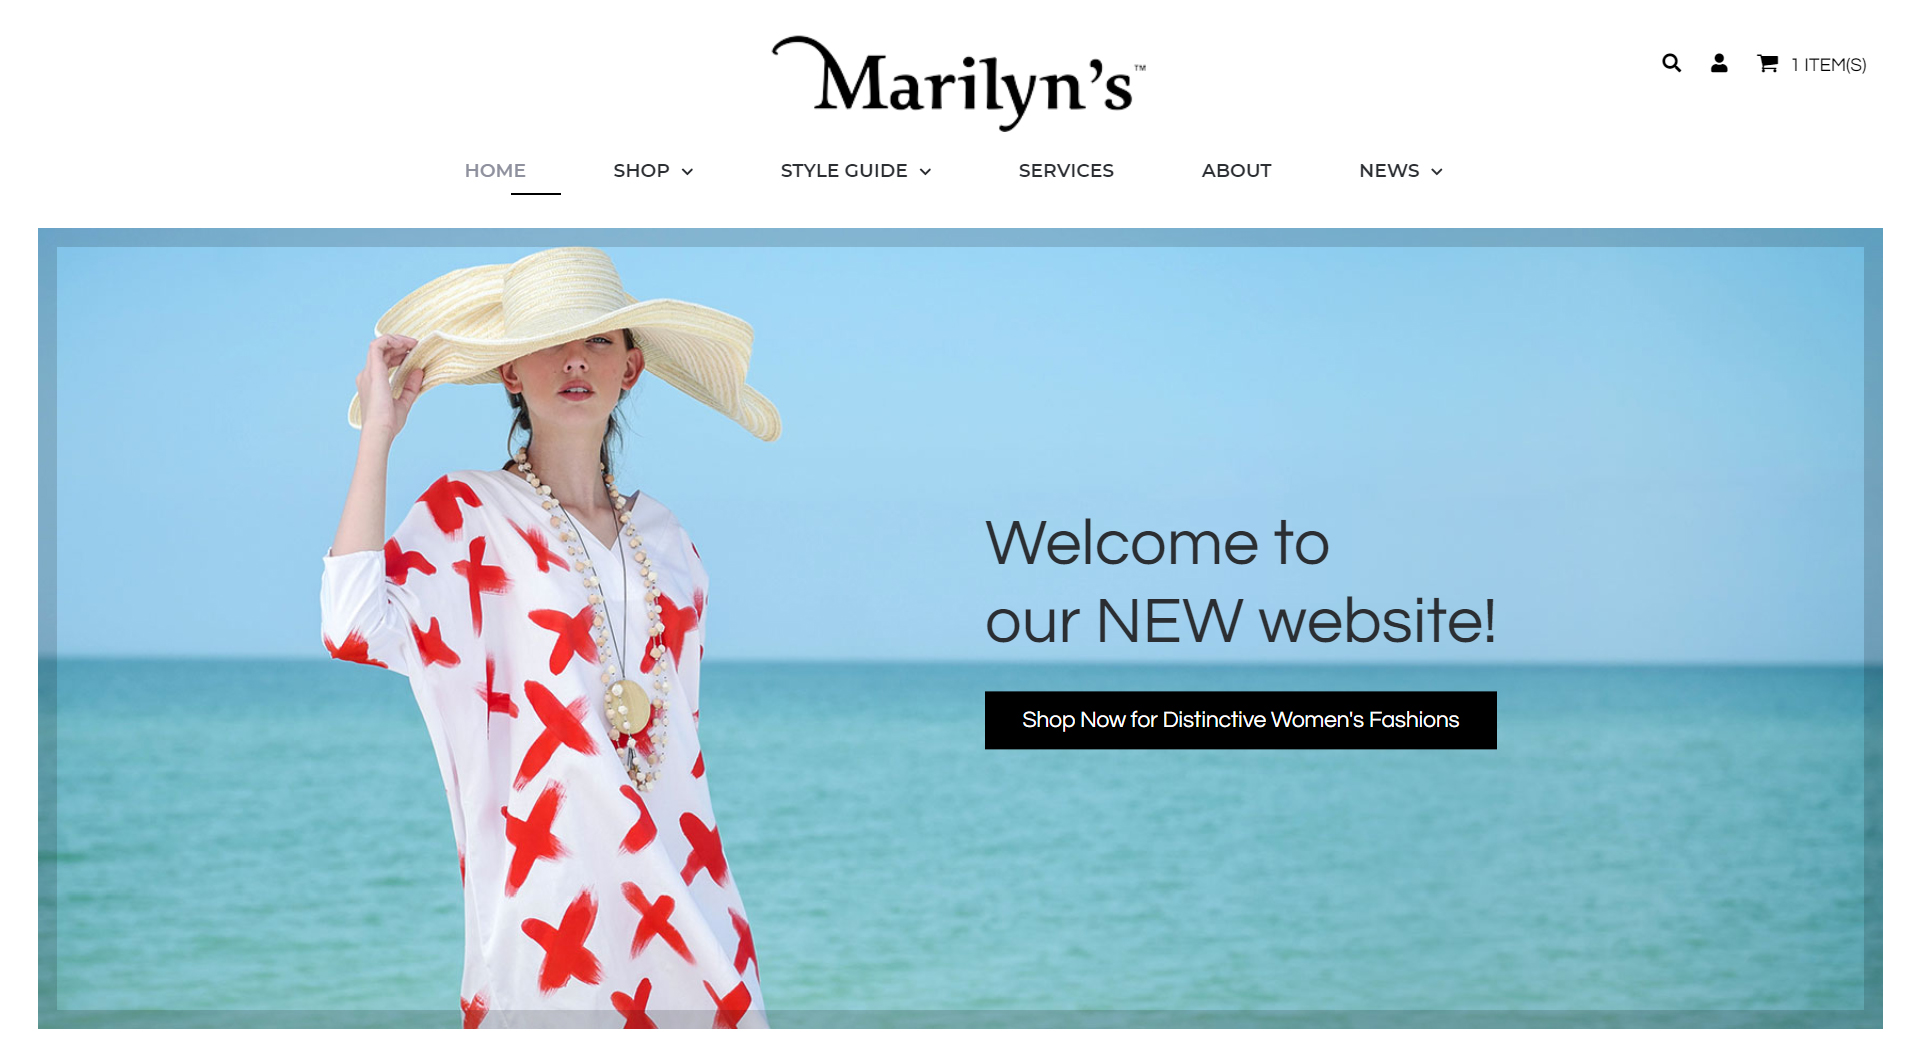 Marilyn's™
1 ITEM(S)
HOME
SHOP
STYLE GUIDE
SERVICES
ABOUT
NEWS
Welcome to
our NEW website!
Shop Now for Distinctive Women's Fashions